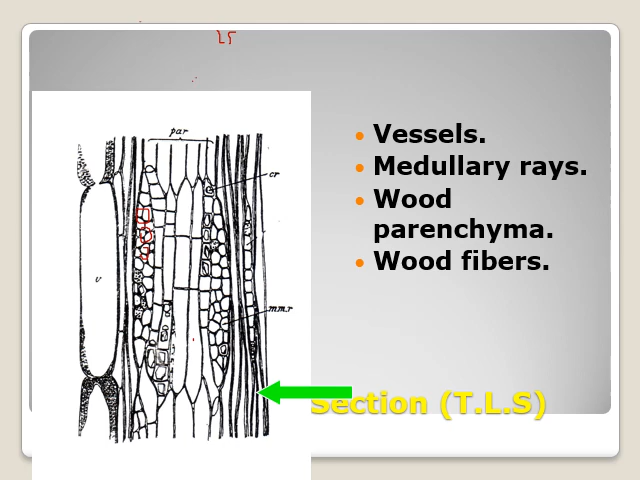 par
cr
v
m.m.r
Vessels.
Medullary rays.
Wood
parenchyma.
Wood fibers.
Section (T.L.S)